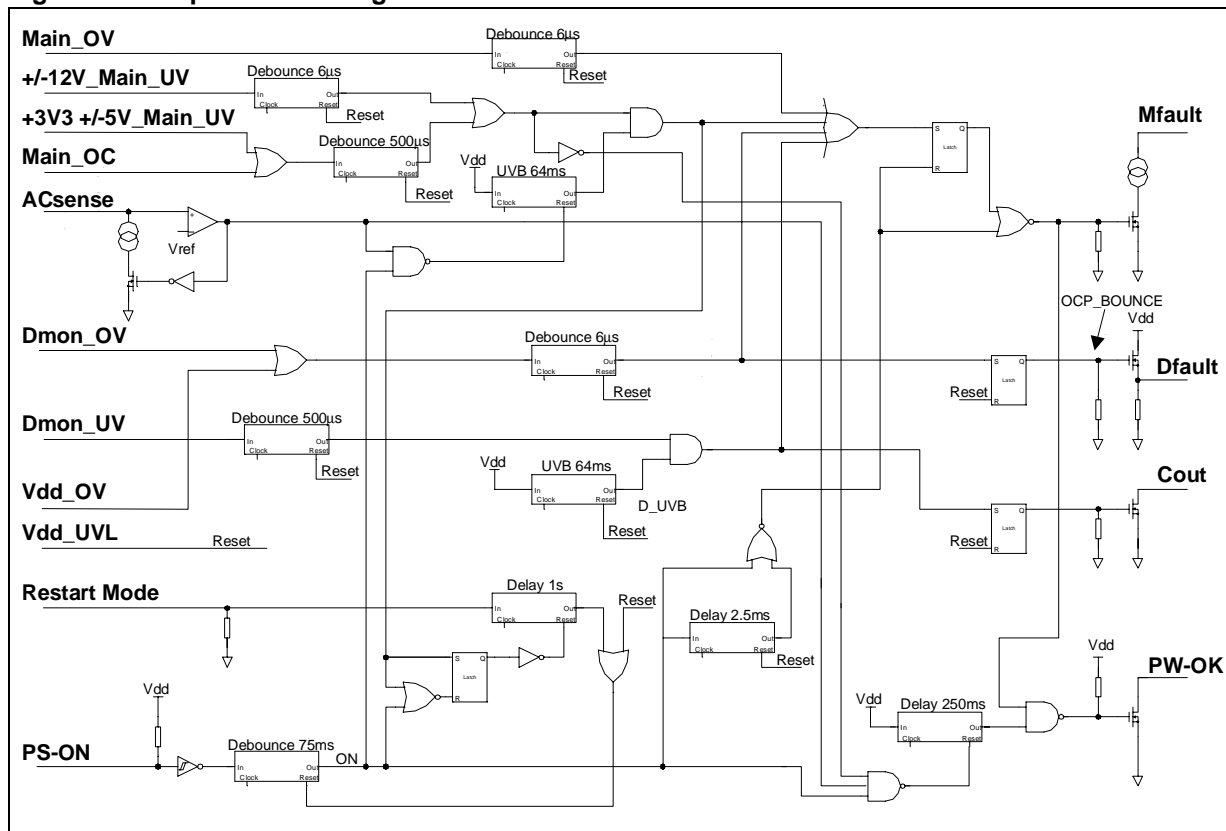 Main_OV
Debounce 6µs
In
Out
Clock
Reset
Reset
+/-12V_Main_UV
Debounce 6µs
In
Out
Clock
Reset
Reset
Mfault
+3V3 +/-5V_Main_UV
Debounce 500µs
In
Out
Clock
Reset
Reset
S
Q
Latch
R
Main_OC
Vdd
UVB 64ms
In
Out
Clock
Reset
ACsense
+
-
Vref
OCP_BOUNCE
Vdd
Dmon_OV
Debounce 6µs
In
Out
Clock
Reset
Reset
S
Q
Latch
R
Reset
Dfault
Dmon_UV
Debounce 500µs
In
Out
Clock
Reset
Reset
Vdd
UVB 64ms
In
Out
Clock
Reset
D_UVB
Reset
Cout
Vdd_OV
S
Q
Latch
R
Reset
Vdd_UVL
Reset
Restart Mode
Delay 1s
In
Out
Clock
Reset
Reset
Delay 2.5ms
In
Out
Clock
Reset
Reset
S
Q
Latch
R
Vdd
PW-OK
Vdd
Vdd
Delay 250ms
In
Out
Clock
Reset
PS-ON
Debounce 75ms
In
Out
Clock
Reset
ON